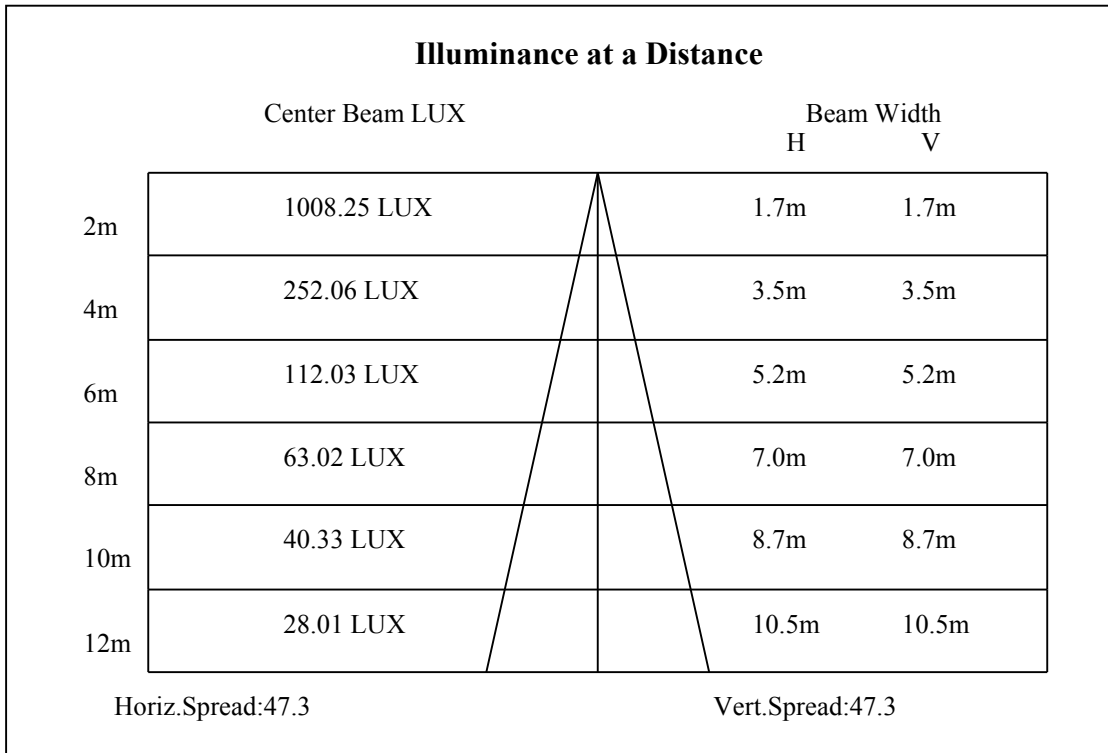 Illuminance at a Distance
Center Beam LUX Beam Width
H V
2m 1008.25 LUX 1.7m 1.7m
4m 252.06 LUX 3.5m 3.5m
6m 112.03 LUX 5.2m 5.2m
8m 63.02 LUX 7.0m 7.0m
10m 40.33 LUX 8.7m 8.7m
12m 28.01 LUX 10.5m 10.5m
Horiz.Spread:47.3 Vert.Spread:47.3